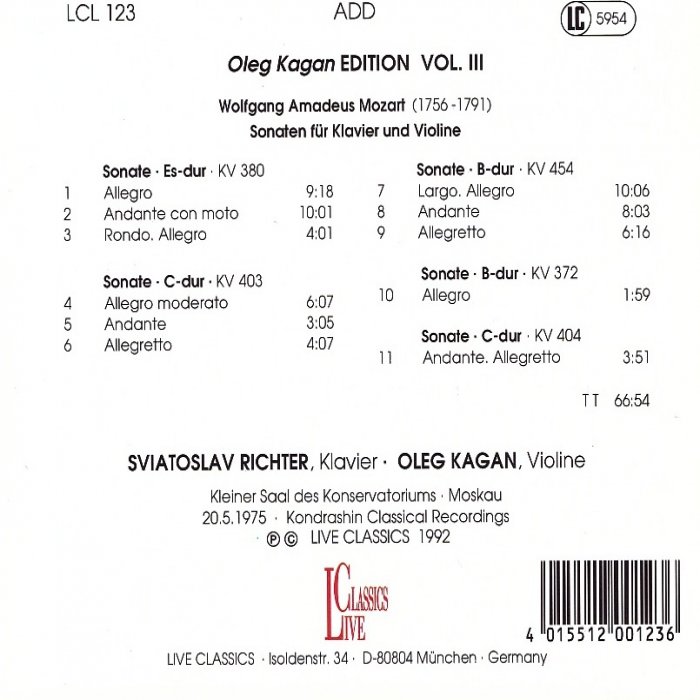 LCL 123 ADD LC 5954
Oleg Kagan EDITION VOL. III
Wolfgang Amadeus Mozart (1756-1791)
Sonaten für Klavier und Violine
Sonate · Es-dur · KV 380
1 Allegro 9:18
2 Andante con moto 10:01
3 Rondo. Allegro 4:01
Sonate · C-dur · KV 403
4 Allegro moderato 6:07
5 Andante 3:05
6 Allegretto 4:07
Sonate · B-dur · KV 454
7 Largo. Allegro 10:06
8 Andante 8:03
9 Allegretto 6:16
Sonate · B-dur · KV 372
10 Allegro 1:59
Sonate · C-dur · KV 404
11 Andante. Allegretto 3:51
TT 66:54
SVIATOSLAV RICHTER, Klavier · OLEG KAGAN, Violine
Kleiner Saal des Konservatoriums · Moskau
20.5.1975 · Kondrashin Classical Recordings
℗ © LIVE CLASSICS 1992
CLASSICS
LIVE
4 015512 001236
LIVE CLASSICS · Isoldenstr. 34 · D-80804 München · Germany